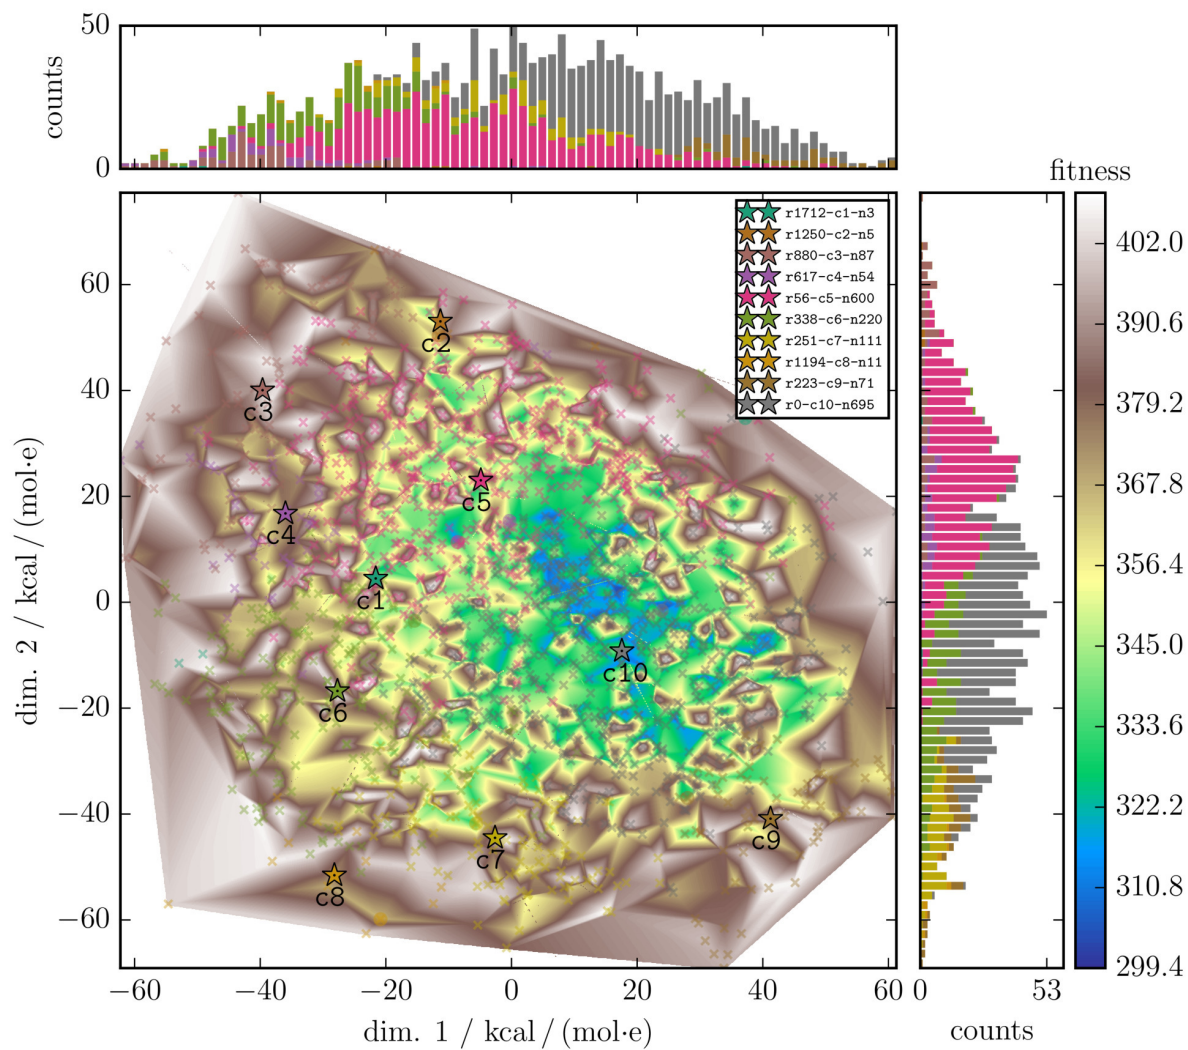 50
counts
0
fitness
r1712-c1-n3
r1250-c2-n5
r880-c3-n87
r617-c4-n54
r56-c5-n600
r338-c6-n220
r251-c7-n111
r1194-c8-n11
r223-c9-n71
r0-c10-n695
c2
c3
c5
c4
c1
c10
c6
c9
c7
c8
60
40
20
0
−20
−40
−60
dim. 2 / kcal / (mol·e)
−60 −40 −20 0 20 40 60
dim. 1 / kcal / (mol·e)
0 53
counts
402.0
390.6
379.2
367.8
356.4
345.0
333.6
322.2
310.8
299.4